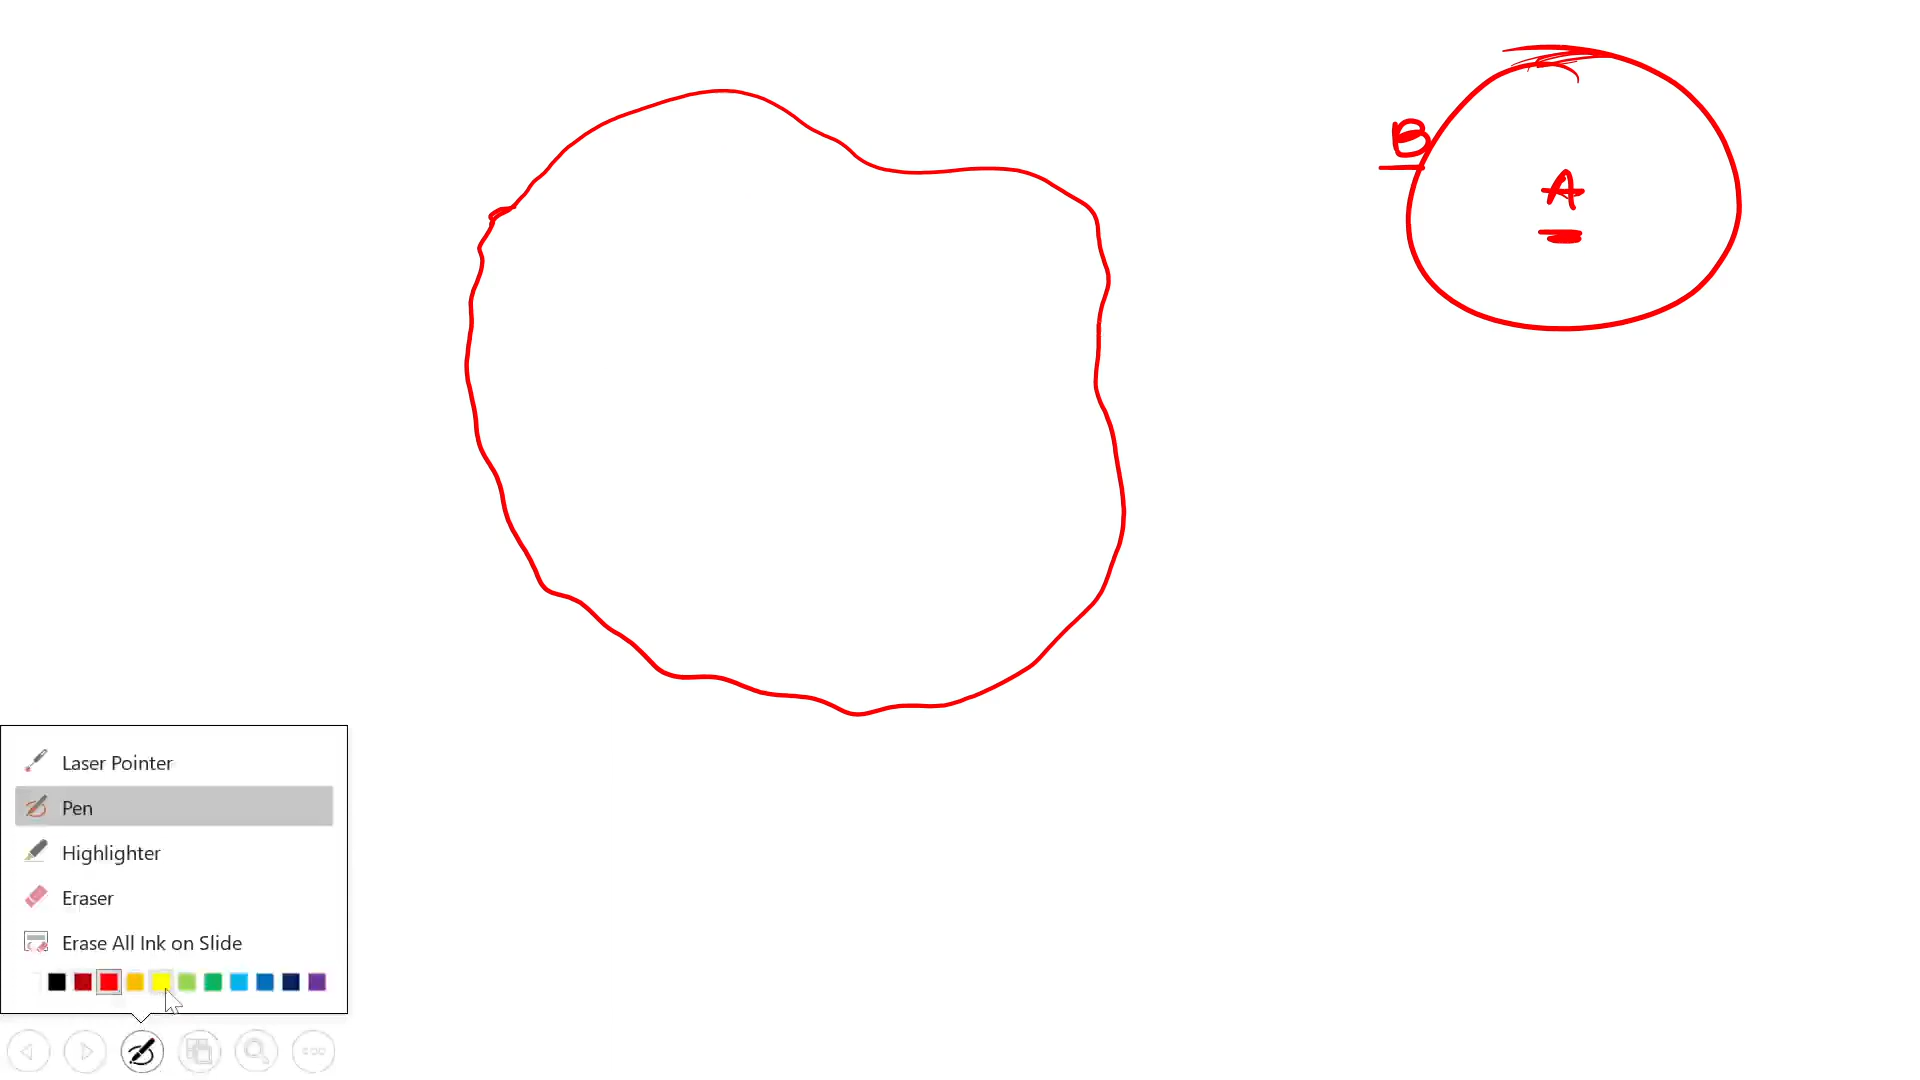 B
A
Laser Pointer
Pen
Highlighter
Eraser
Erase All Ink on Slide